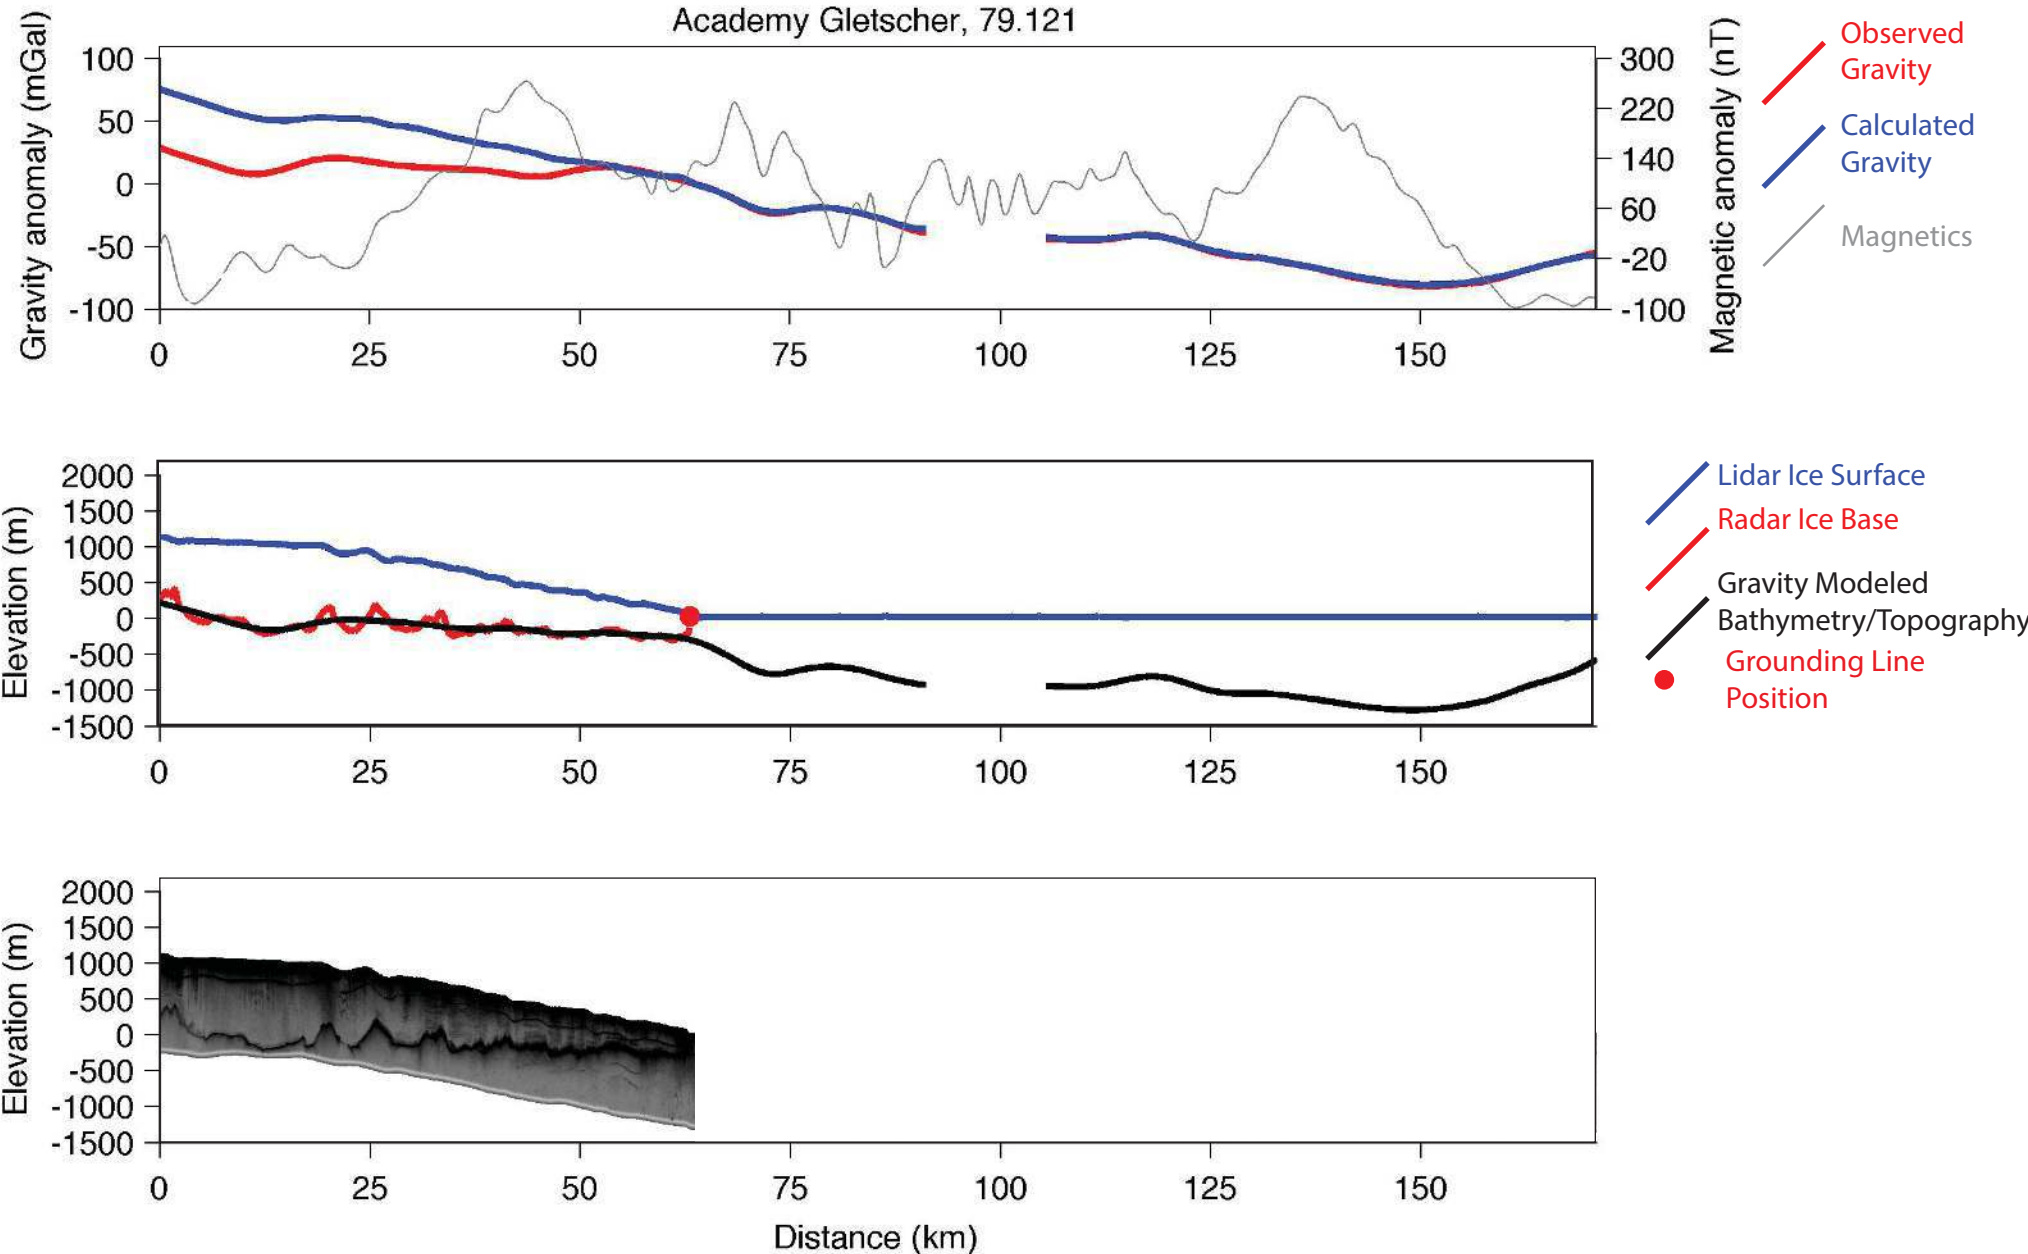 Academy Gletscher, 79.121
Gravity anomaly (mGal)
100
50
0
-50
-100
300
220
140
60
-20
-100
Magnetic anomaly (nT)
0 25 50 75 100 125 150
Observed
Gravity
Calculated
Gravity
Magnetics
Elevation (m)
2000
1500
1000
500
0
-500
-1000
-1500
0 25 50 75 100 125 150
Lidar Ice Surface
Radar Ice Base
Gravity Modeled
Bathymetry/Topography
Grounding Line
Position
Elevation (m)
2000
1500
1000
500
0
-500
-1000
-1500
0 25 50 75 100 125 150
Distance (km)